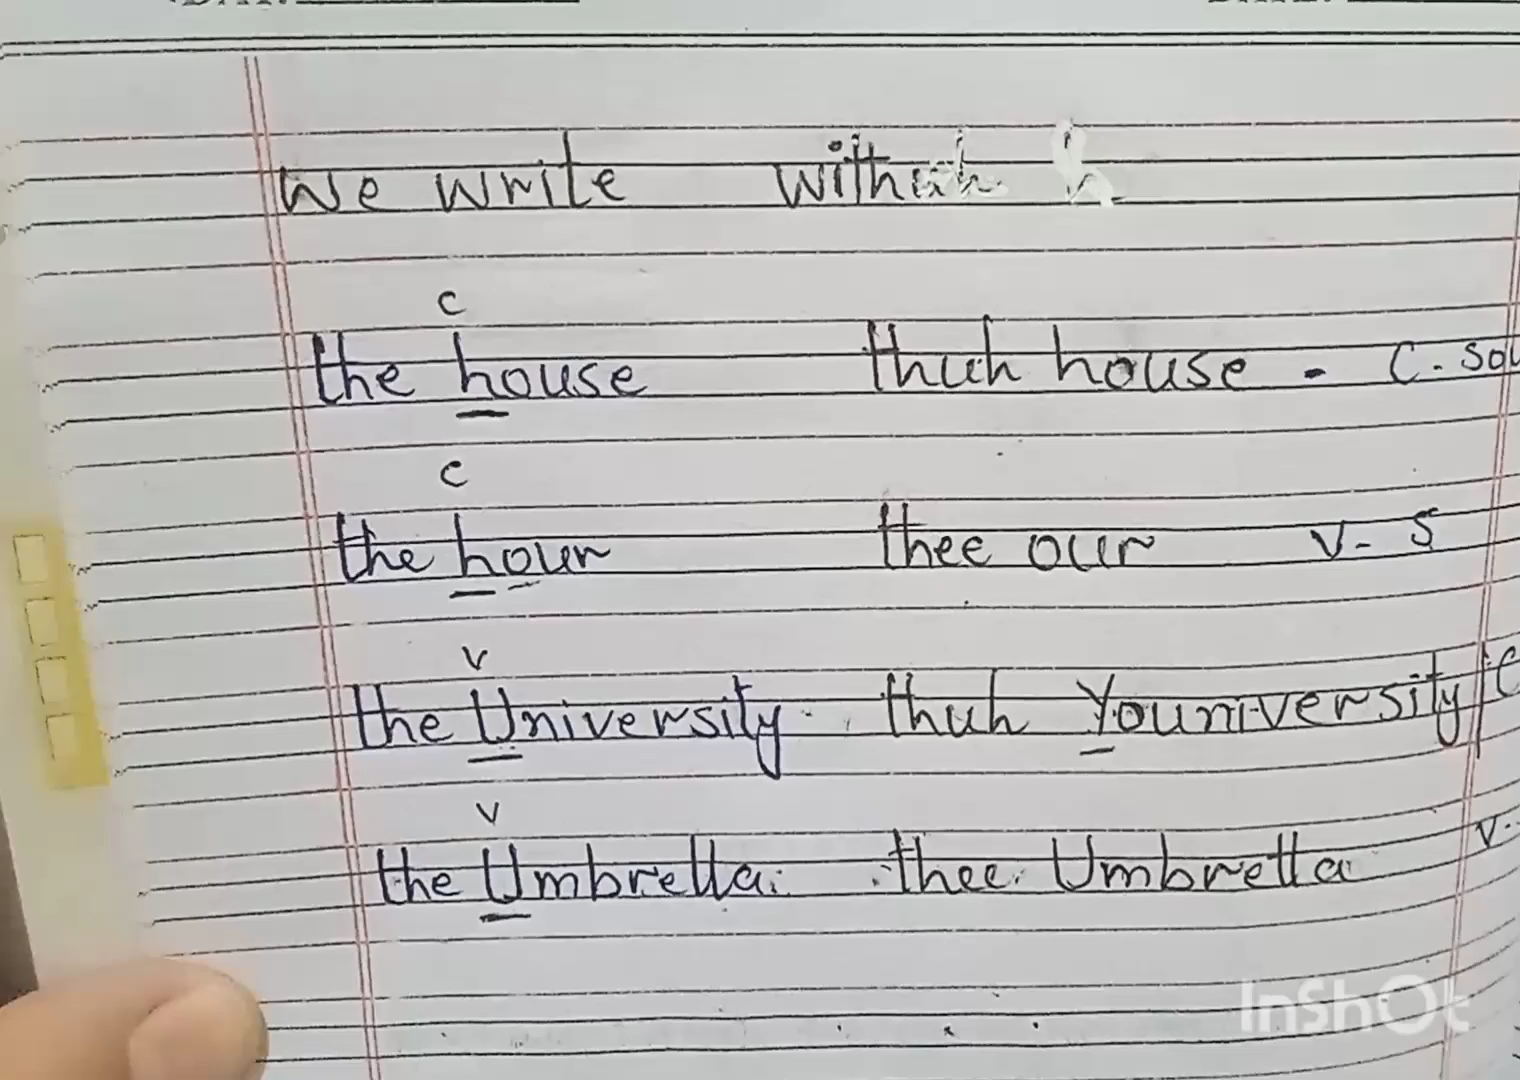 We write
c
the house thuh house - C. sou
c
the hour thee our V- S
v
the University thuh Youniversity C
v
the Umbrella. thee Umbrella V.
InShOt